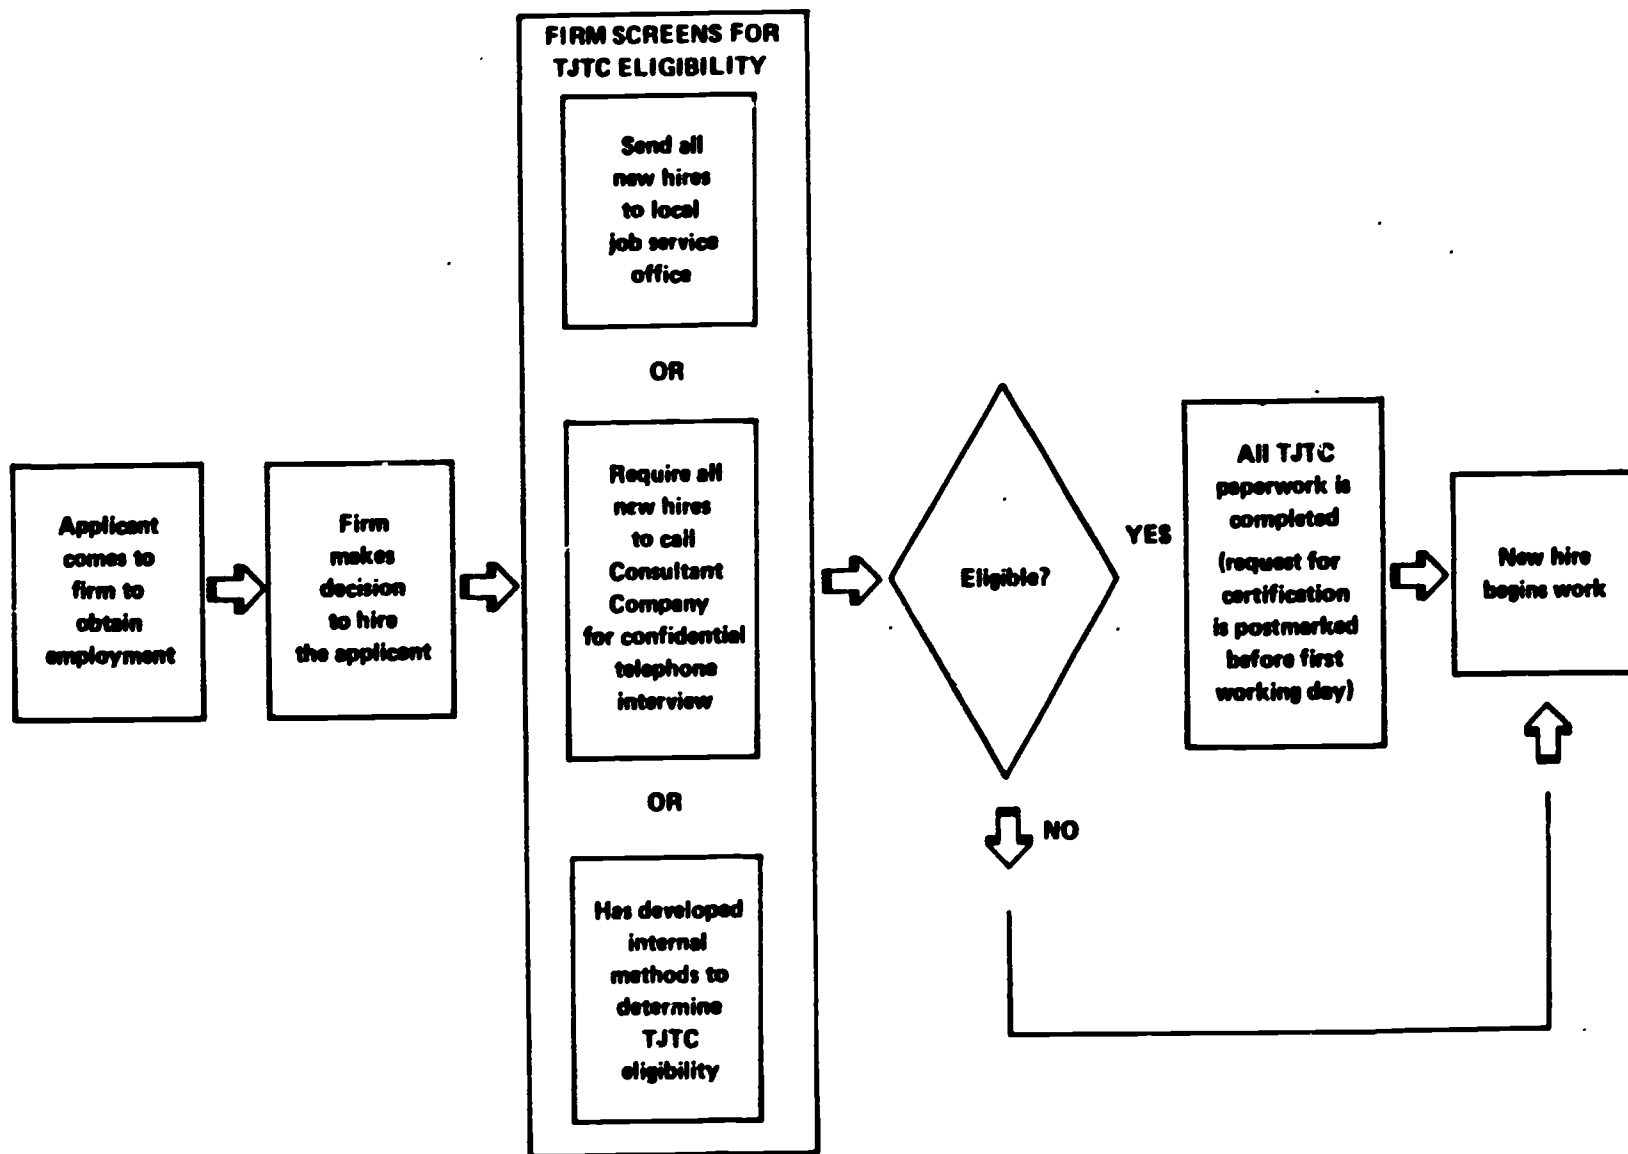 FIRM SCREENS FOR
TJTC ELIGIBILITY
Send all
new hires
to local
job service
office
OR
Applicant
comes to
firm to
obtain
employment
Firm
makes
decision
to hire
the applicant
Require all
new hires
to call
Consultant
Company
for confidential
telephone
interview
OR
Has developed
internal
methods to
determine
TJTC
eligibility
Eligible?
YES
NO
All TJTC
paperwork is
completed
(request for
certification
is postmarked
before first
working day)
New hire
begins work